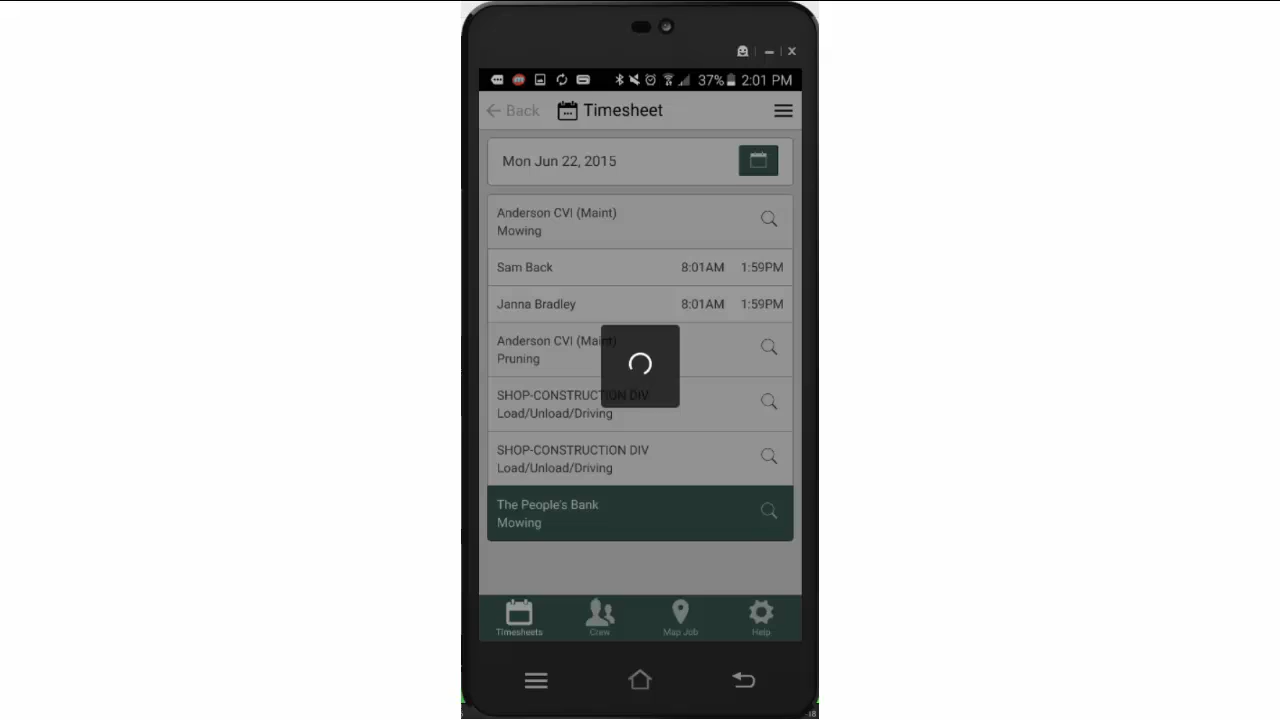 37% 2:01 PM
Back Timesheet
Mon Jun 22, 2015
Anderson CVI (Maint)
Mowing
Sam Back 8:01AM 1:59PM
Janna Bradley 8:01AM 1:59PM
Anderson CVI (Maint)
Pruning
SHOP-CONSTRUCTION DIV
Load/Unload/Driving
SHOP-CONSTRUCTION DIV
Load/Unload/Driving
The People's Bank
Mowing
Timesheets Crew Map Job Help